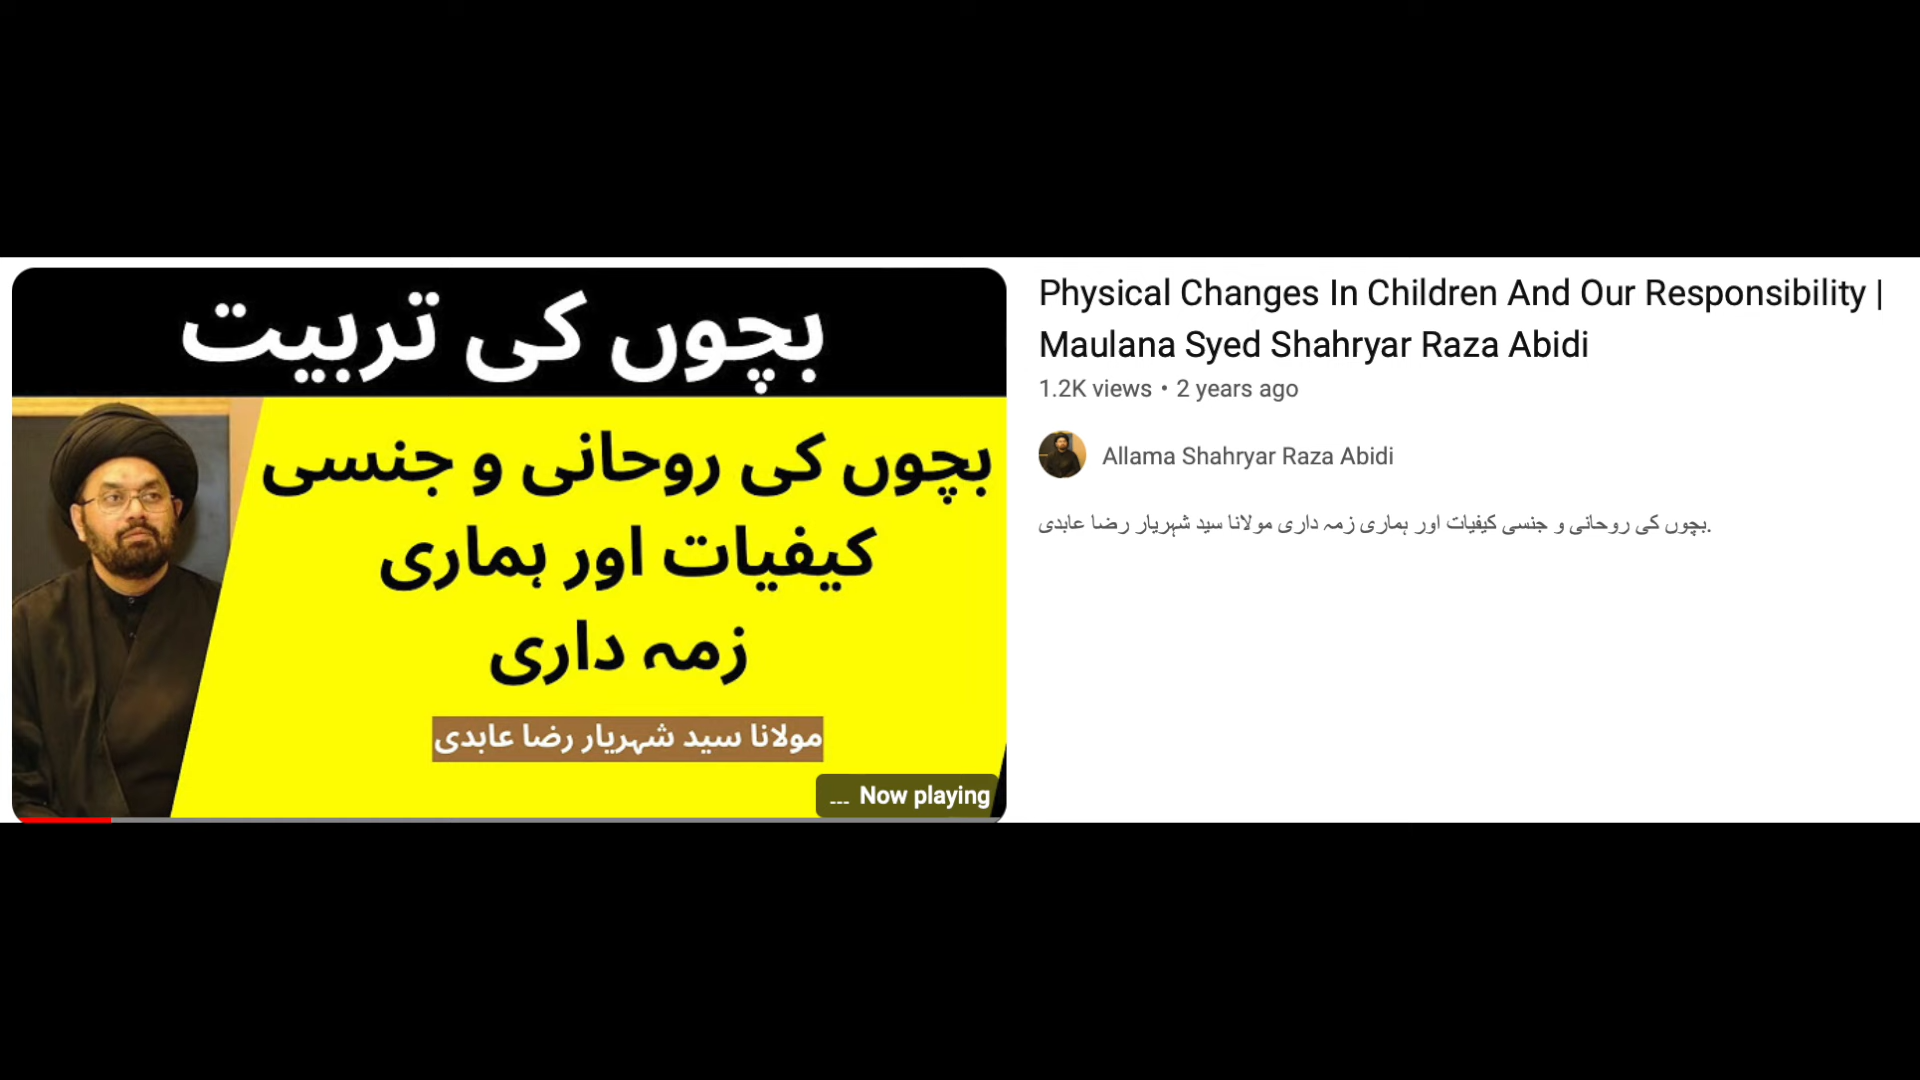 بچوں کی تربیت
بچوں کی روحانی و جنسی
کیفیات اور ہماری
زمہ داری
مولانا سید شہریار رضا عابدی
... Now playing
Physical Changes In Children And Our Responsibility |
Maulana Syed Shahryar Raza Abidi
1.2K views • 2 years ago
Allama Shahryar Raza Abidi
بچوں کی روحانی و جنسی کیفیات اور ہماری زمہ داری مولانا سید شہریار رضا عابدی.